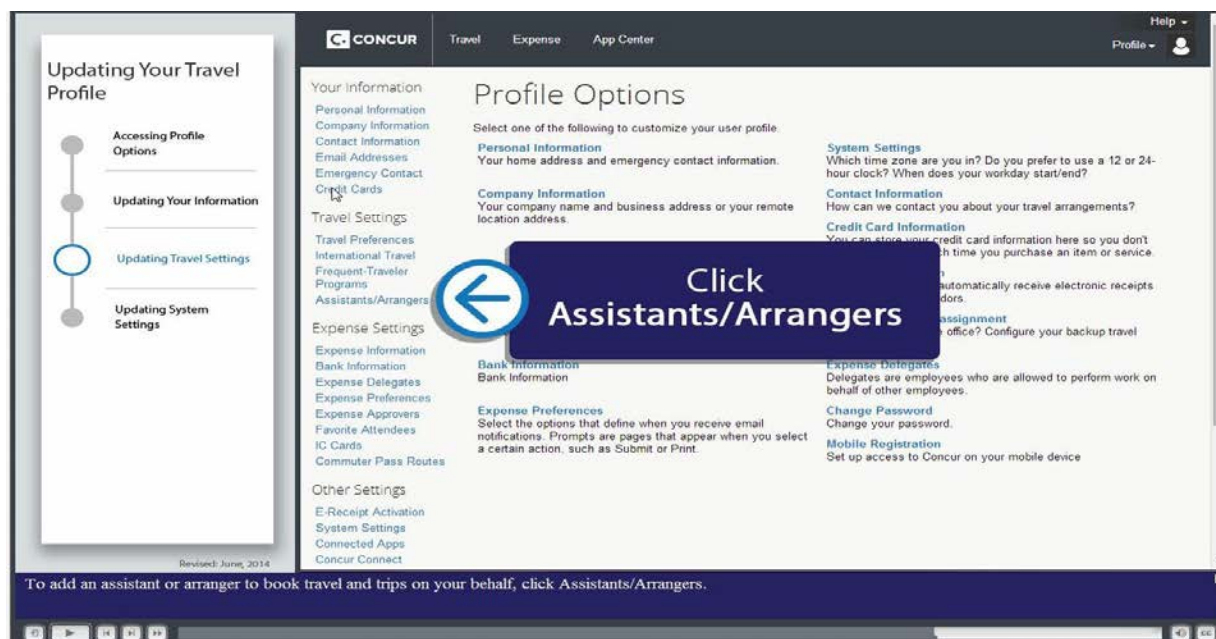 Updating Your Travel
Profile
Accessing Profile
Options
Updating Your Information
Updating Travel Settings
Updating System
Settings
Revised: June, 2014
C. CONCUR
Travel
Expense
App Center
Help
Profile
Your Information
Personal Information
Company Information
Contact Information
Email Addresses
Emergency Contact
Credit Cards
Travel Settings
Travel Preferences
International Travel
Frequent-Traveler
Programs
Assistants/Arrangers
Expense Settings
Expense Information
Bank Information
Expense Delegates
Expense Preferences
Expense Approvers
Favorite Attendees
IC Cards
Commuter Pass Routes
Other Settings
E-Receipt Activation
System Settings
Connected Apps
Concur Connect
Profile Options
Select one of the following to customize your user profile.
Personal Information
Your home address and emergency contact information.
Company Information
Your company name and business address or your remote
location address.
Bank Information
Bank Information
Expense Preferences
Select the options that define when you receive email
notifications. Prompts are pages that appear when you select
a certain action, such as Submit or Print.
System Settings
Which time zone are you in? Do you prefer to use a 12 or 24-
hour clock? When does your workday start/end?
Contact Information
How can we contact you about your travel arrangements?
Credit Card Information
You can store your credit card information here so you don't
time you purchase an item or service.
automatically receive electronic receipts
office? Configure your backup travel
Expense Delegates
Delegates are employees who are allowed to perform work on
behalf of other employees.
Change Password
Change your password.
Mobile Registration
Set up access to Concur on your mobile device
Click
Assistants/Arrangers
To add an assistant or arranger to book travel and trips on your behalf, click Assistants/Arrangers.
CC